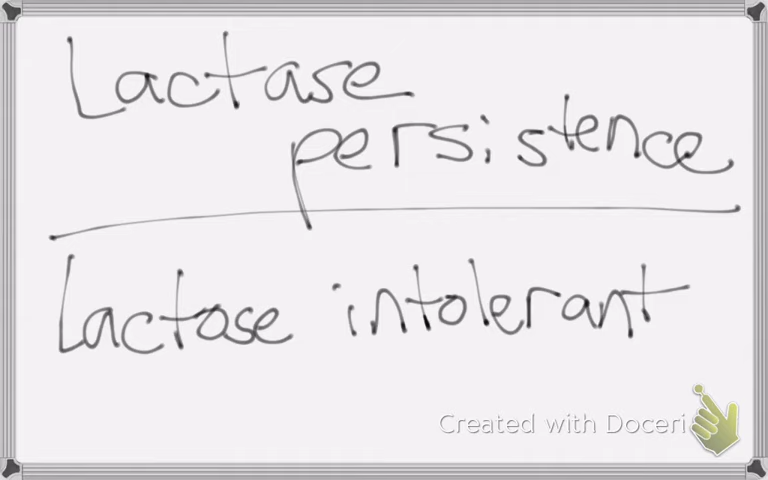 Lactase
persistence
Lactose intolerant
Created with Doceri